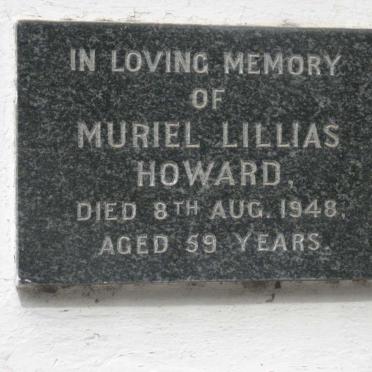 IN LOVING MEMORY
OF
MURIEL LILLIAS
HOWARD,
DIED 8TH AUG. 1948,
AGED 59 YEARS.